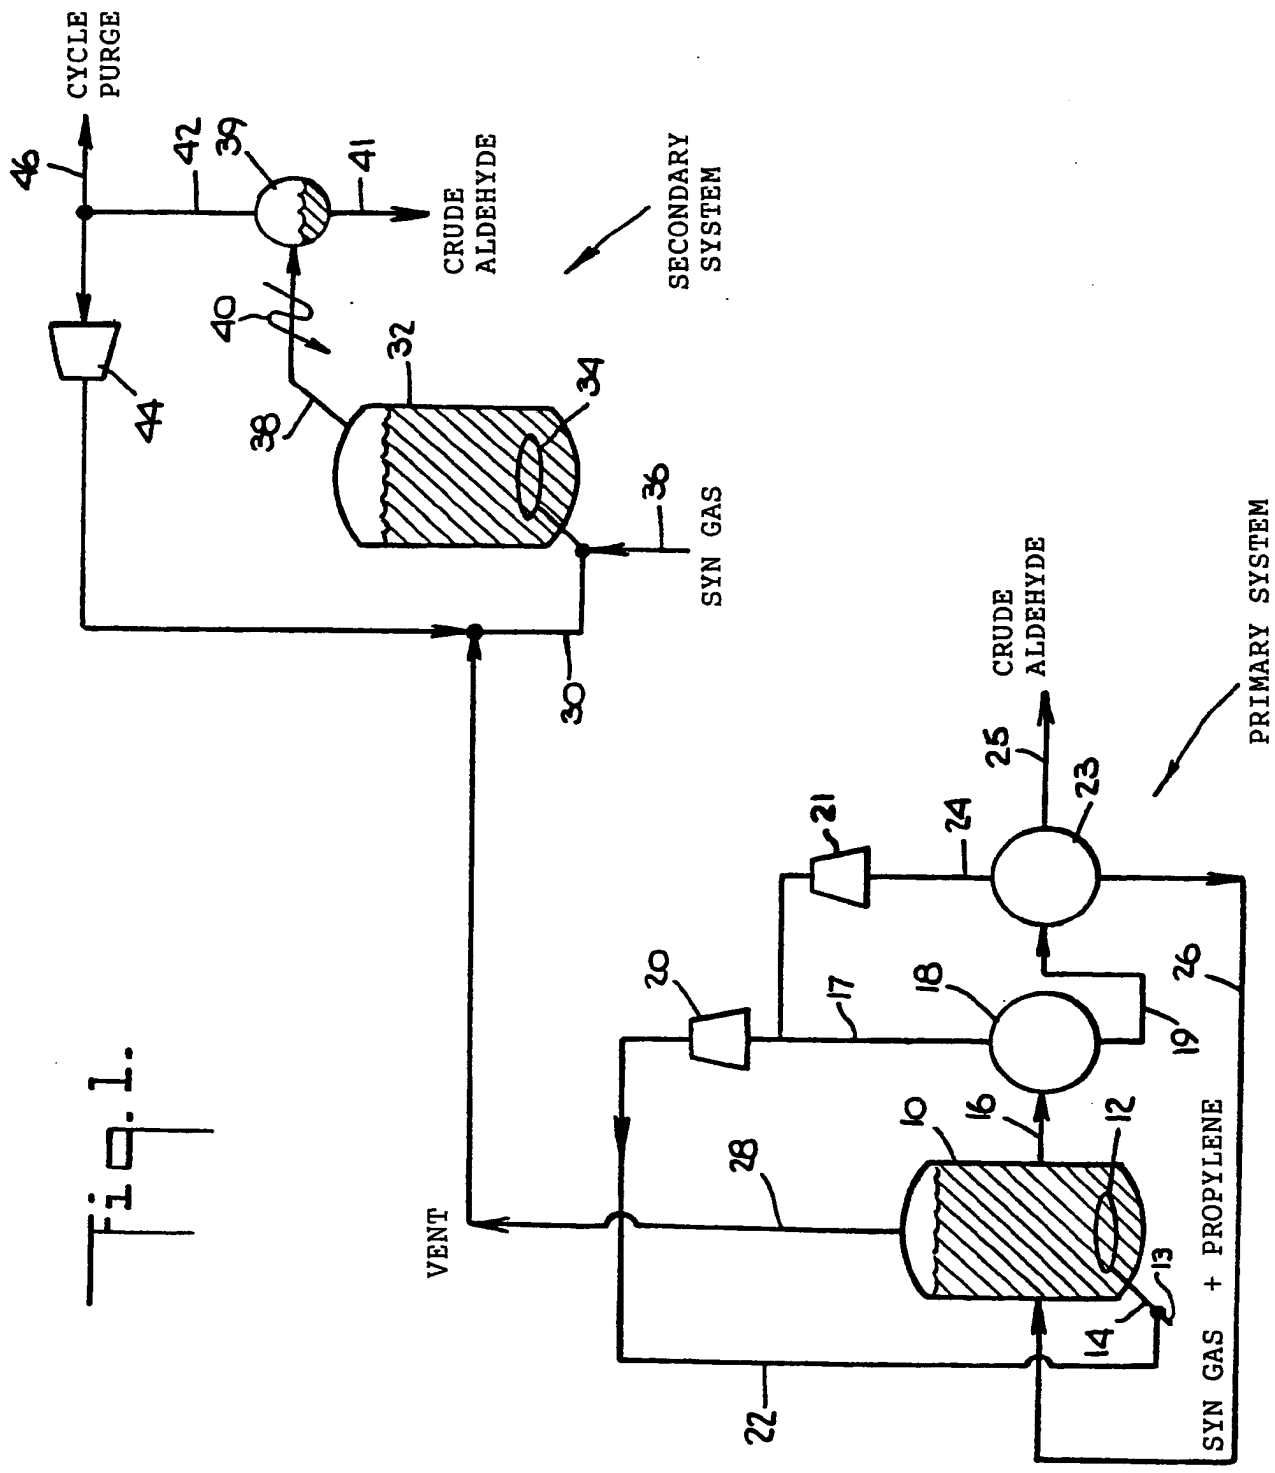 Fig. 1.
CYCLE
PURGE
46
42
39
41
CRUDE
ALDEHYDE
SECONDARY
SYSTEM
44
40
38
32
34
36
SYN GAS
30
VENT
28
20
21
17
24
18
25
23
CRUDE
ALDEHYDE
PRIMARY SYSTEM
10
16
12
19
26
22
14
13
SYN GAS + PROPYLENE